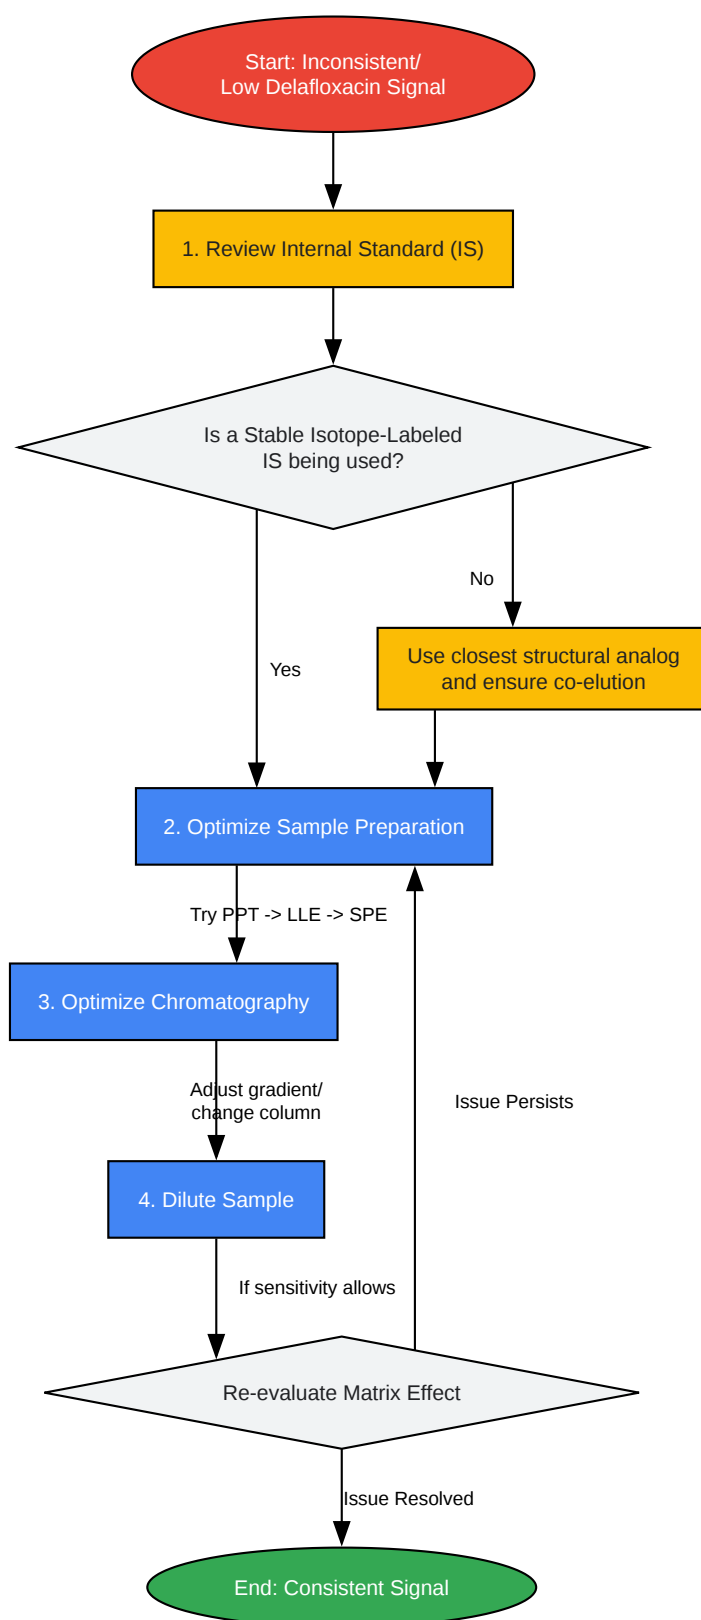 Start: Inconsistent/
Low Delafloxacin Signal
1. Review Internal Standard (IS)
Is a Stable Isotope-Labeled
IS being used?
No
Use closest structural analog
and ensure co-elution
Yes
2. Optimize Sample Preparation
Try PPT -> LLE -> SPE
3. Optimize Chromatography
Adjust gradient/
change column
Issue Persists
4. Dilute Sample
If sensitivity allows
Re-evaluate Matrix Effect
Issue Resolved
End: Consistent Signal